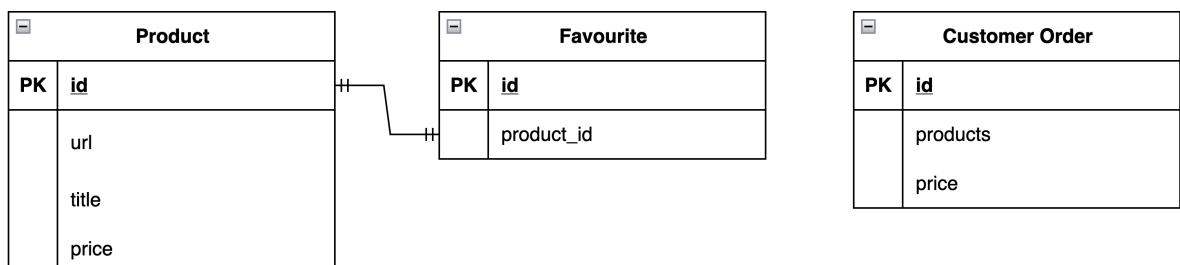 Product
PK id
url
title
price
Favourite
PK id
product_id
Customer Order
PK id
products
price